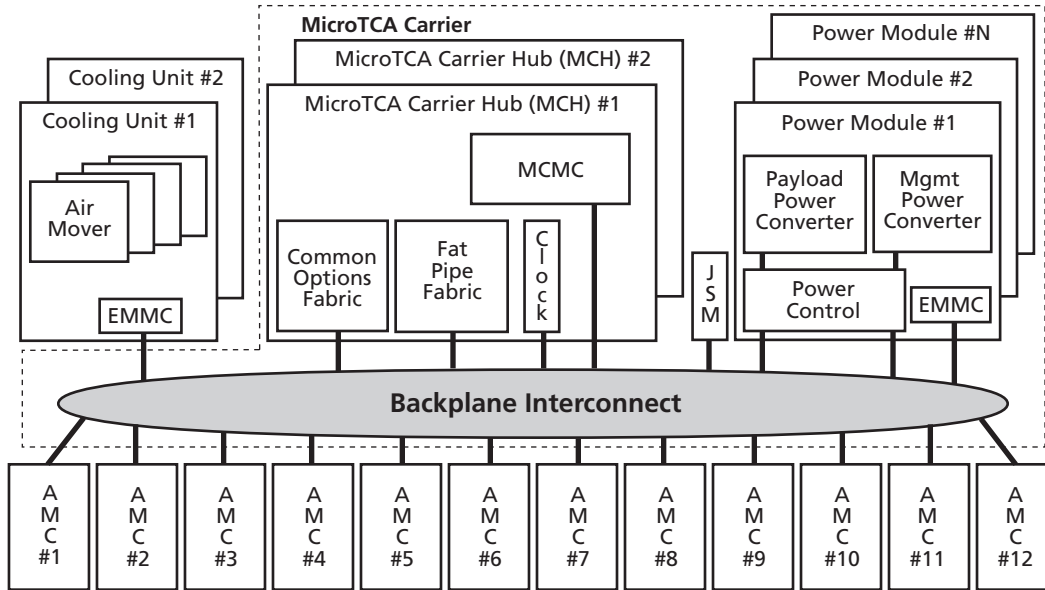 MicroTCA Carrier
Cooling Unit #2
Cooling Unit #1
Air
Mover
EMMC
MicroTCA Carrier Hub (MCH) #2
MicroTCA Carrier Hub (MCH) #1
MCMC
Common
Options
Fabric
Fat
Pipe
Fabric
C
l
o
c
k
J
S
M
Power Module #N
Power Module #2
Power Module #1
Payload
Power
Converter
Mgmt
Power
Converter
Power
Control
EMMC
Backplane Interconnect
A
M
C
#1
A
M
C
#2
A
M
C
#3
A
M
C
#4
A
M
C
#5
A
M
C
#6
A
M
C
#7
A
M
C
#8
A
M
C
#9
A
M
C
#10
A
M
C
#11
A
M
C
#12